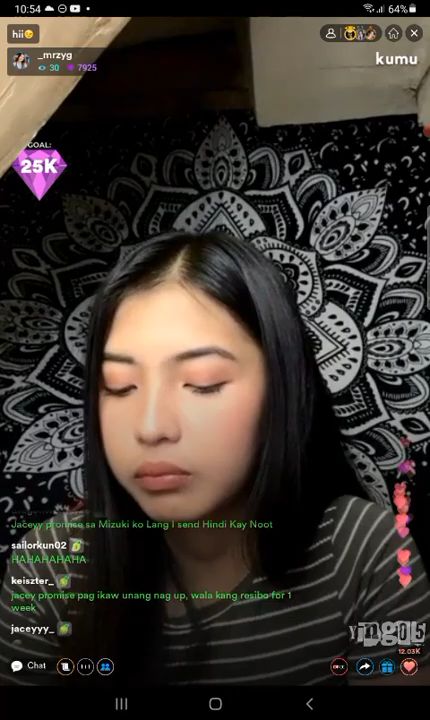 10:54
64%
hii
_mrzyg
30 7925
kumu
GOAL:
25K
Jaceyy promise sa Mizuki ko Lang I send Hindi Kay Noot
sailorkun02
HAHAHAHAHA
keiszter_
jacey promise pag ikaw unang nag up, wala kang resibo for 1
week
jaceyyy_
Ying05
12.03K
Chat